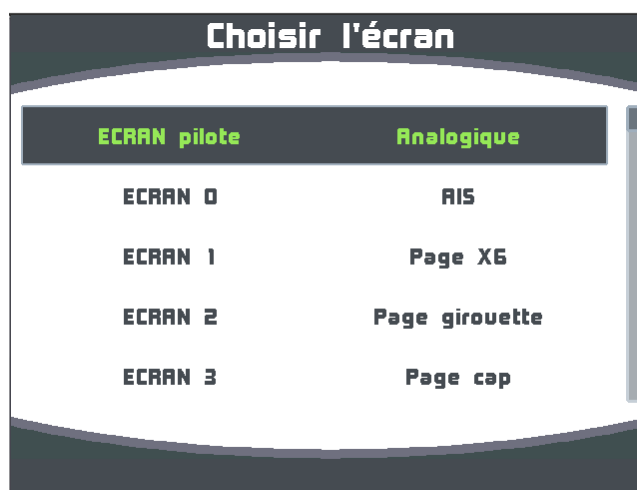 Choisir l'écran
ECRAN pilote Analogique
ECRAN 0 AIS
ECRAN 1 Page X6
ECRAN 2 Page girouette
ECRAN 3 Page cap